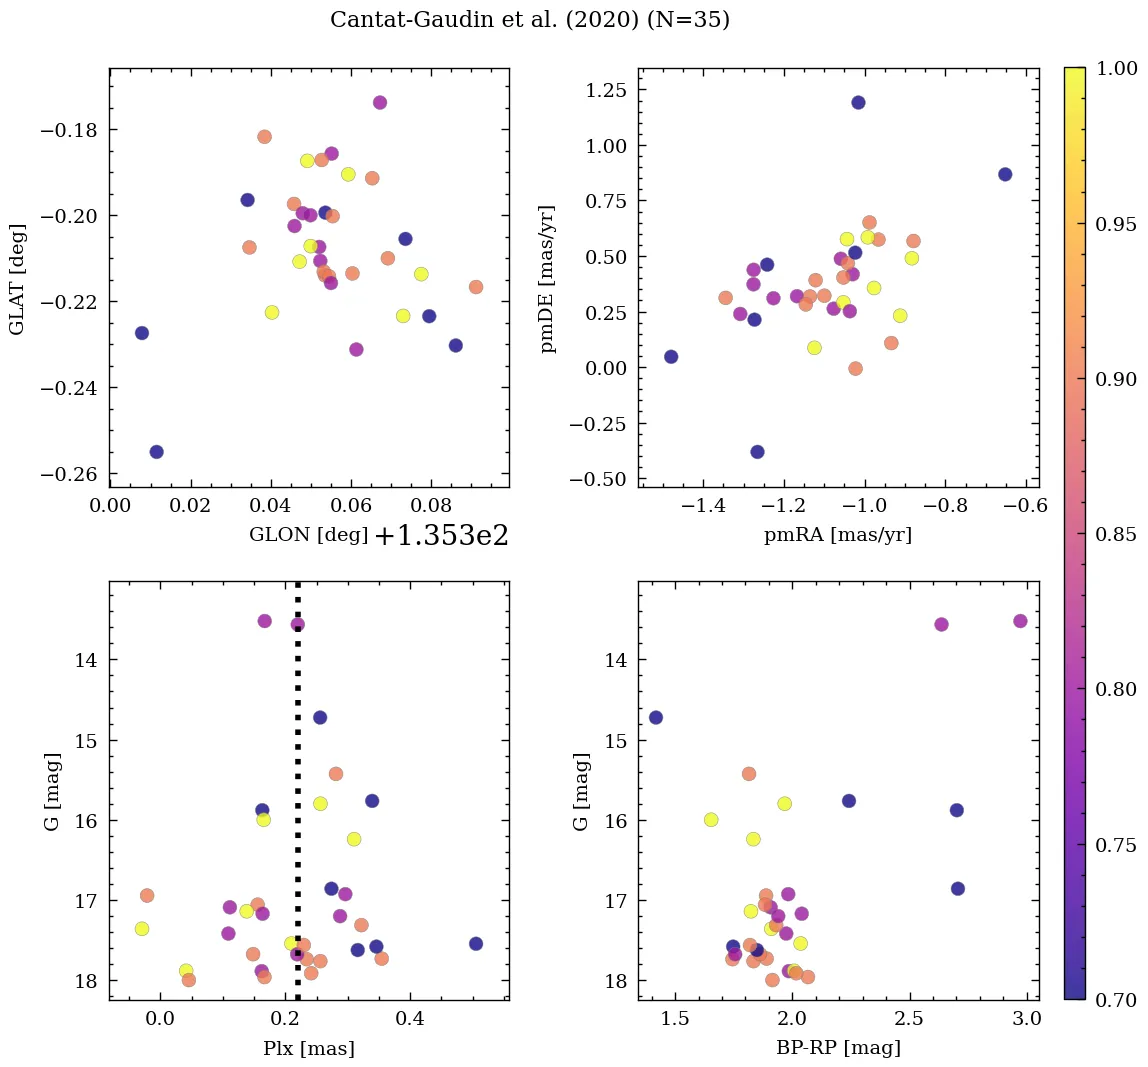 Cantat-Gaudin et al. (2020) (N=35)
GLAT [deg]
−0.18
−0.20
−0.22
−0.24
−0.26
0.00 0.02 0.04 0.06 0.08
GLON [deg] +1.353e2
pmDE [mas/yr]
1.25
1.00
0.75
0.50
0.25
0.00
−0.25
−0.50
−1.4 −1.2 −1.0 −0.8 −0.6
pmRA [mas/yr]
G [mag]
14
15
16
17
18
0.0 0.2 0.4
Plx [mas]
G [mag]
14
15
16
17
18
1.5 2.0 2.5 3.0
BP-RP [mag]
1.00
0.95
0.90
0.85
0.80
0.75
0.70